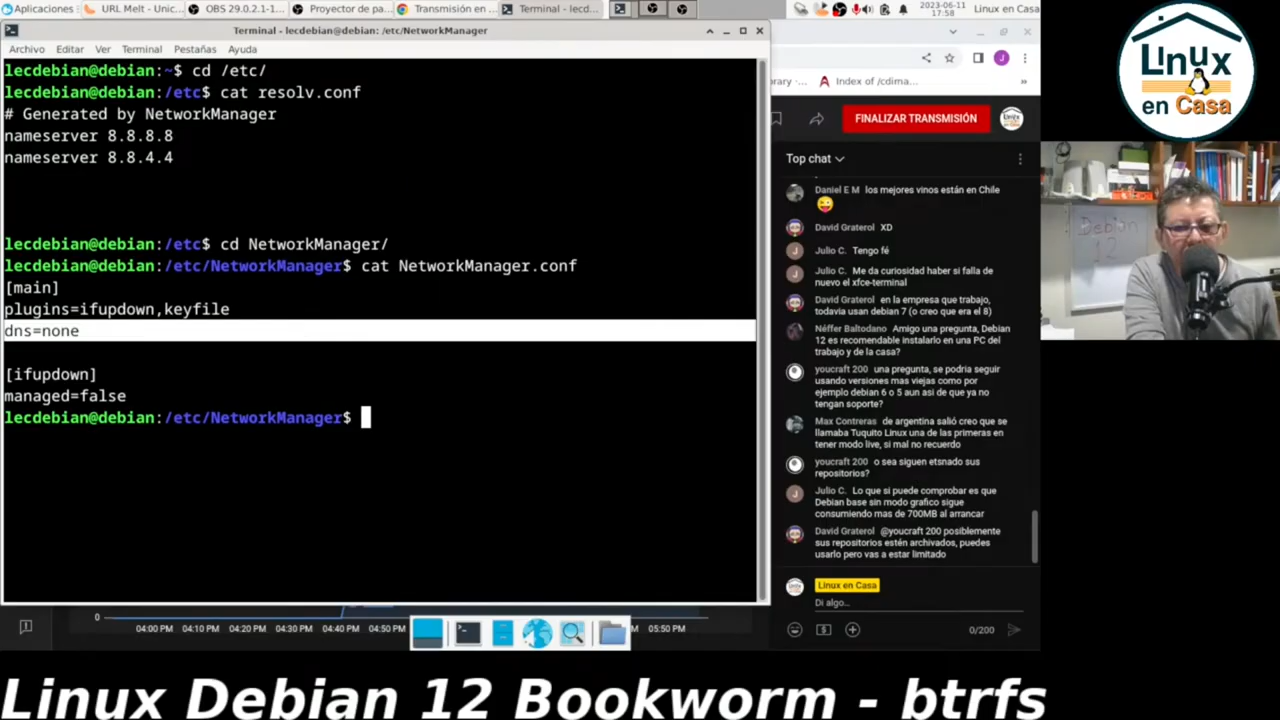 Aplicaciones
URL Melt - Unic...
OBS 29.0.2.1-1...
Proyector de pa...
Transmisión en ...
Terminal - lecd...
2023-06-11
17:58
Linux en Casa
Terminal - lecdebian@debian: /etc/NetworkManager
Archivo Editar Ver Terminal Pestañas Ayuda
lecdebian@debian:~$ cd /etc/
lecdebian@debian:/etc$ cat resolv.conf
# Generated by NetworkManager
nameserver 8.8.8.8
nameserver 8.8.4.4
lecdebian@debian:/etc$ cd NetworkManager/
lecdebian@debian:/etc/NetworkManager$ cat NetworkManager.conf
[main]
plugins=ifupdown,keyfile
dns=none
[ifupdown]
managed=false
lecdebian@debian:/etc/NetworkManager$
J
brary -...
Index of /cdima...
»
FINALIZAR TRANSMISIÓN
Top chat
Daniel E M los mejores vinos están en Chile
David Graterol XD
Julio C. Tengo fé
Julio C. Me da curiosidad haber si falla de
nuevo el xfce-terminal
David Graterol en la empresa que trabajo,
todavia usan debian 7 (o creo que era el 8)
Néffer Baltodano Amigo una pregunta, Debian
12 es recomendable instalarlo en una PC del
trabajo y de la casa?
youcraft 200 una pregunta, se podria seguir
usando versiones mas viejas como por
ejemplo debian 6 o 5 aun asi de que ya no
tengan soporte?
Max Contreras de argentina salió creo que se
llamaba Tuquito Linux una de las primeras en
tener modo live, si mal no recuerdo
youcraft 200 o sea siguen etsnado sus
repositorios?
Julio C. Lo que si puede comprobar es que
Debian base sin modo grafico sigue
consumiendo mas de 700MB al arrancar
David Graterol @youcraft 200 posiblemente
sus repositorios estén archivados, puedes
usarlo pero vas a estar limitado
Linux en Casa
Di algo...
0/200
0
04:00 PM 04:10 PM 04:20 PM 04:30 PM 04:40 PM 04:50 PM
M 05:50 PM
Linux
en Casa
Debian
12
Linux Debian 12 Bookworm - btrfs